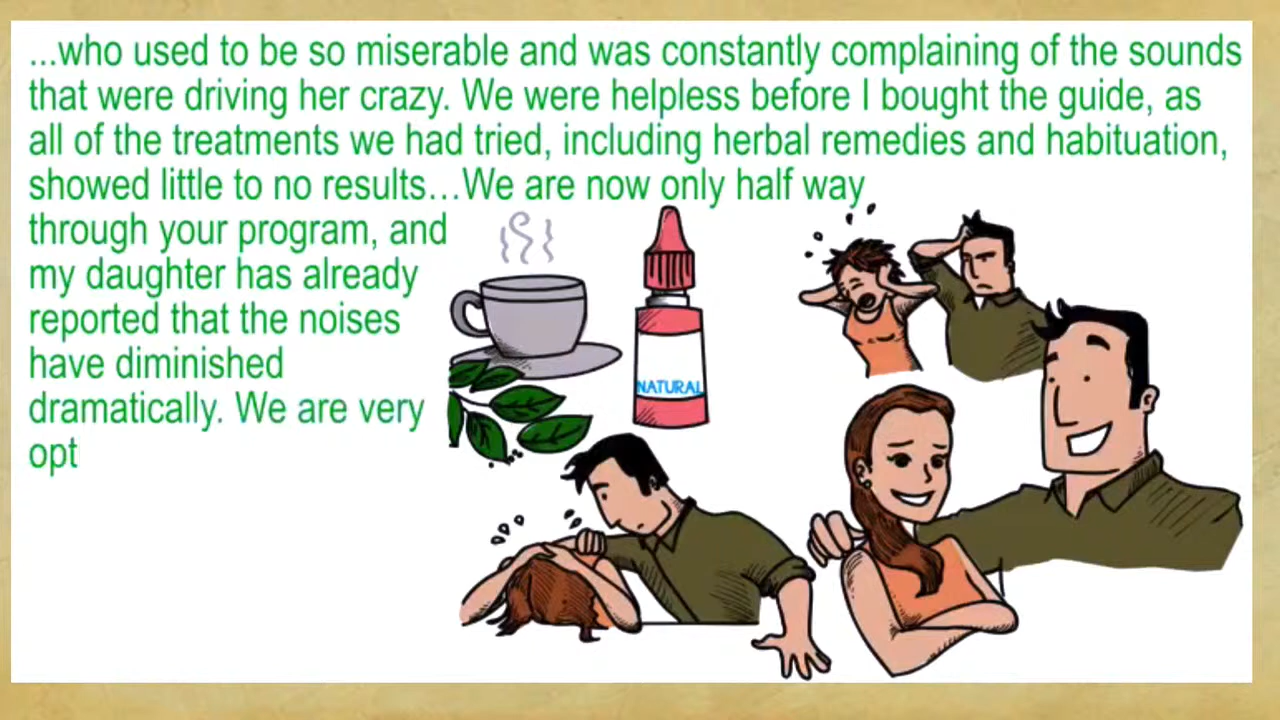 ...who used to be so miserable and was constantly complaining of the sounds
that were driving her crazy. We were helpless before I bought the guide, as
all of the treatments we had tried, including herbal remedies and habituation,
showed little to no results…We are now only half way
through your program, and
my daughter has already
reported that the noises
have diminished
dramatically. We are very
opt
NATURAL